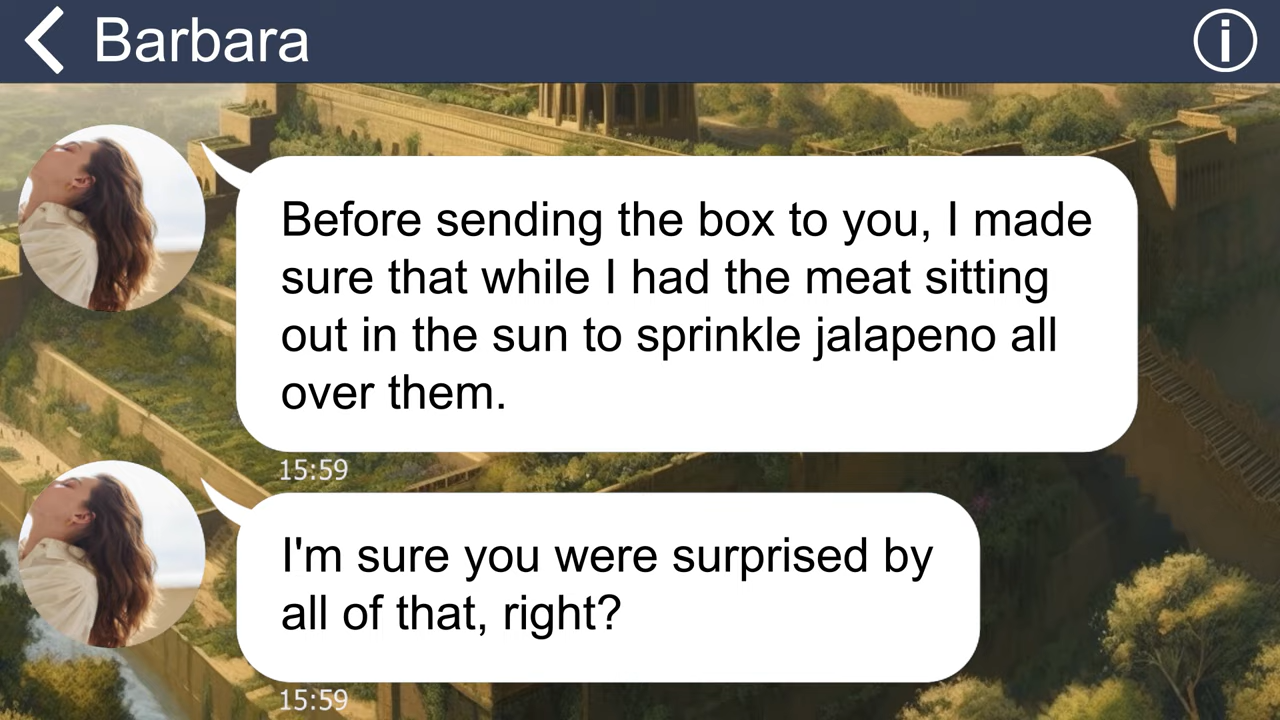 Barbara
Before sending the box to you, I made
sure that while I had the meat sitting
out in the sun to sprinkle jalapeno all
over them.
15:59
I'm sure you were surprised by
all of that, right?
15:59